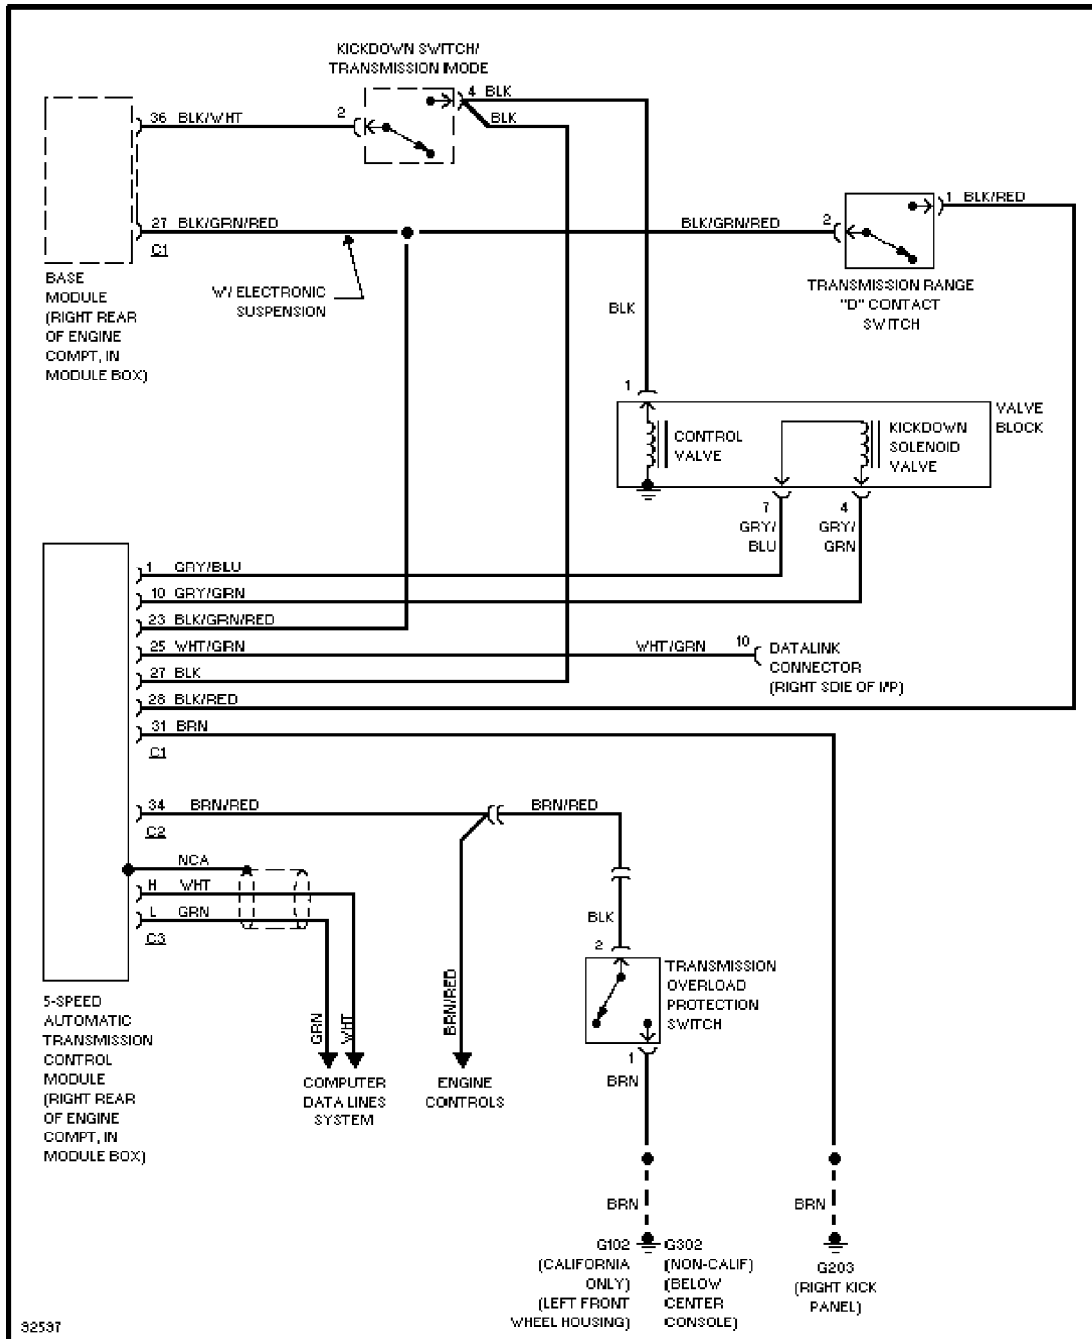 KICKDOWN SWITCH/
TRANSMISSION MODE
4 BLK
BLK
36 BLK/WHT
2
27 BLK/GRN/RED
C1
BASE
MODULE
(RIGHT REAR
OF ENGINE
COMPT, IN
MODULE BOX)
W/ ELECTRONIC
SUSPENSION
BLK/GRN/RED
2
1 BLK/RED
TRANSMISSION RANGE
"D" CONTACT
SWITCH
BLK
1
VALVE
BLOCK
CONTROL
VALVE
KICKDOWN
SOLENOID
VALVE
7
GRY/
BLU
4
GRY/
GRN
1 GRY/BLU
10 GRY/GRN
23 BLK/GRN/RED
25 WHT/GRN
WHT/GRN
10
DATALINK
CONNECTOR
(RIGHT SDIE OF I/P)
27 BLK
28 BLK/RED
31 BRN
C1
34 BRN/RED
BRN/RED
C2
NCA
H WHT
L GRN
C3
BLK
2
TRANSMISSION
OVERLOAD
PROTECTION
SWITCH
1
BRN
5-SPEED
AUTOMATIC
TRANSMISSION
CONTROL
MODULE
(RIGHT REAR
OF ENGINE
COMPT, IN
MODULE BOX)
GRN
WHT
BRN/RED
COMPUTER
DATA LINES
SYSTEM
ENGINE
CONTROLS
BRN
BRN
G102
(CALIFORNIA
ONLY)
(LEFT FRONT
WHEEL HOUSING)
G302
(NON-CALIF)
(BELOW
CENTER
CONSOLE)
G203
(RIGHT KICK
PANEL)
92597